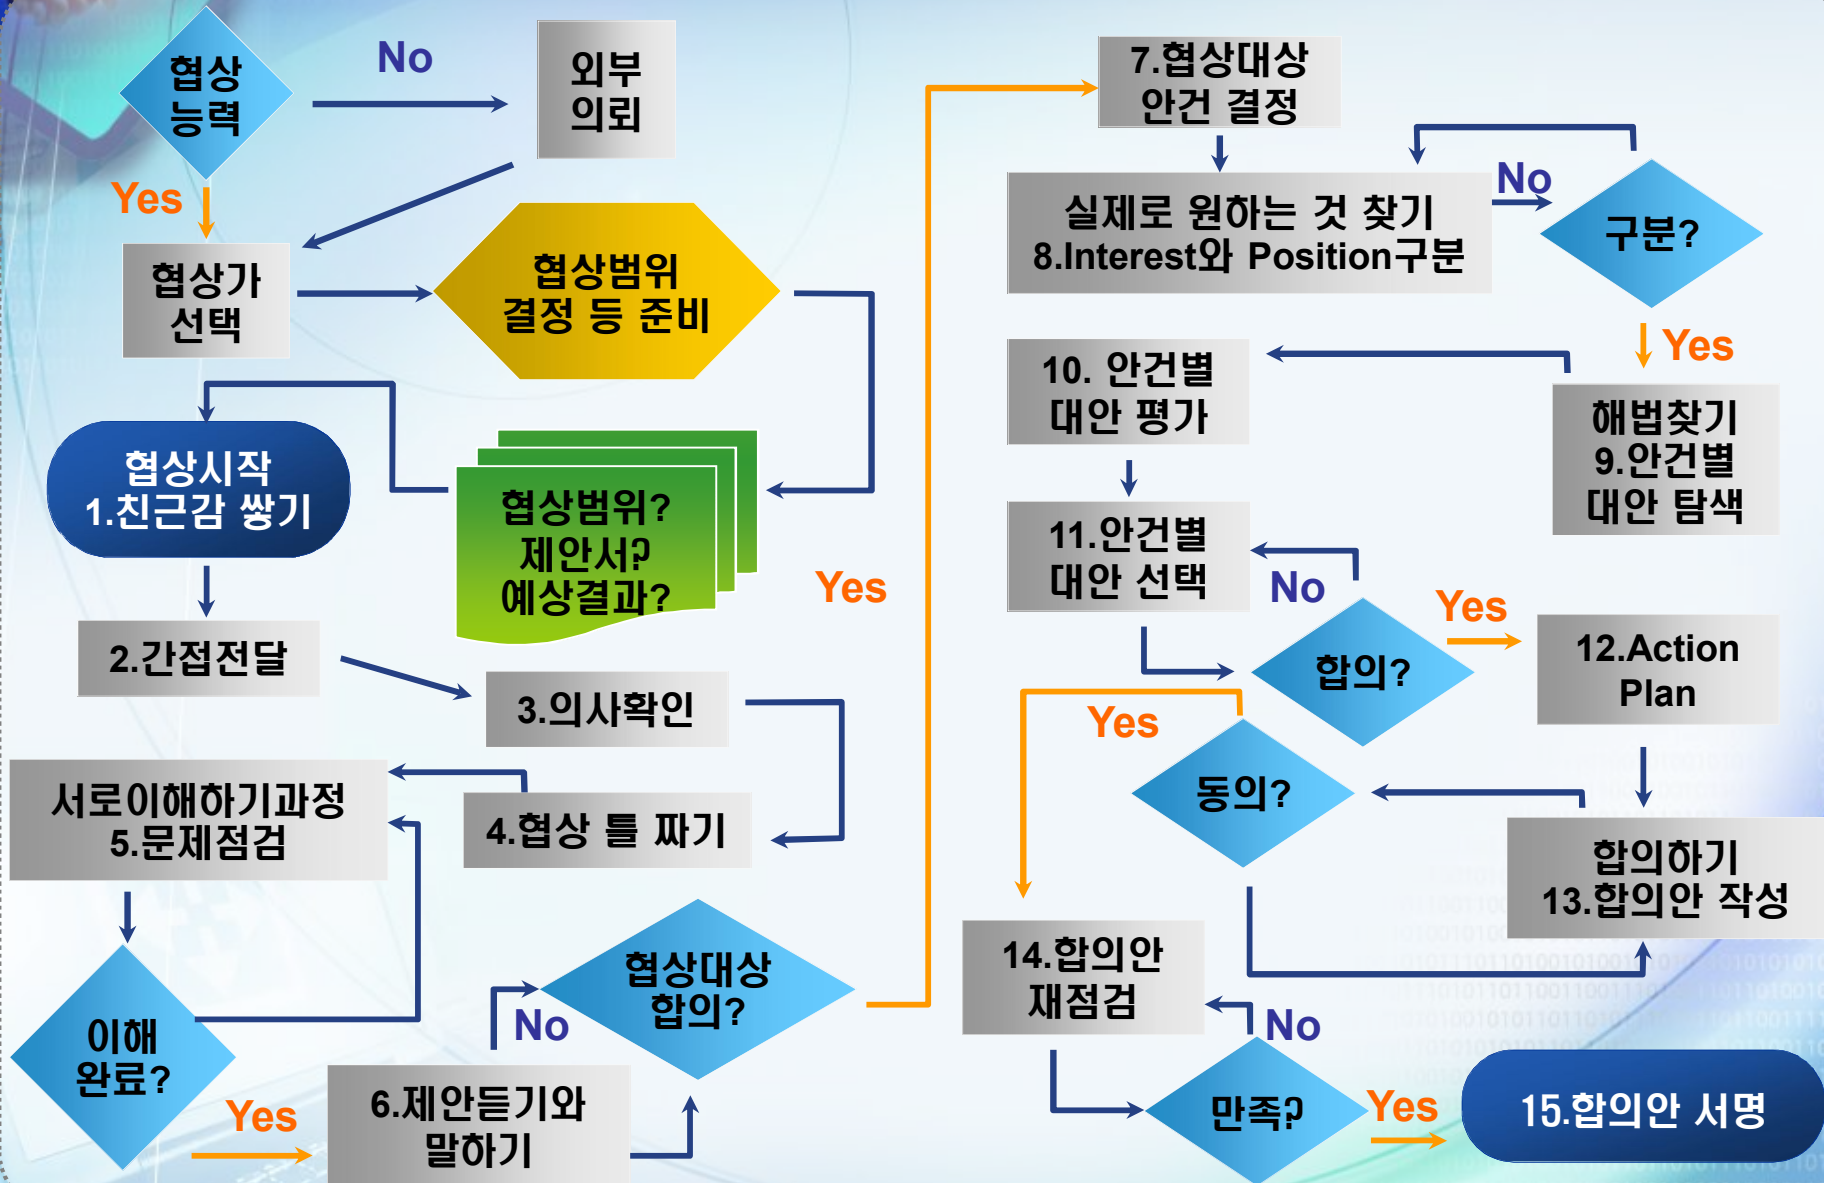 협상
능력
No
외부
의뢰
Yes
협상가
선택
협상범위
결정 등 준비
협상시작
1.친근감 쌓기
협상범위?
제안서?
예상결과?
Yes
2.간접전달
3.의사확인
서로이해하기과정
5.문제점검
4.협상 틀 짜기
이해
완료?
Yes
6.제안듣기와
말하기
No
협상대상
합의?
7.협상대상
안건 결정
실제로 원하는 것 찾기
8.Interest와 Position구분
No
구분?
Yes
해법찾기
9.안건별
대안 탐색
10. 안건별
대안 평가
11.안건별
대안 선택
No
합의?
Yes
12.Action
Plan
Yes
동의?
합의하기
13.합의안 작성
14.합의안
재점검
No
만족?
Yes
15.합의안 서명